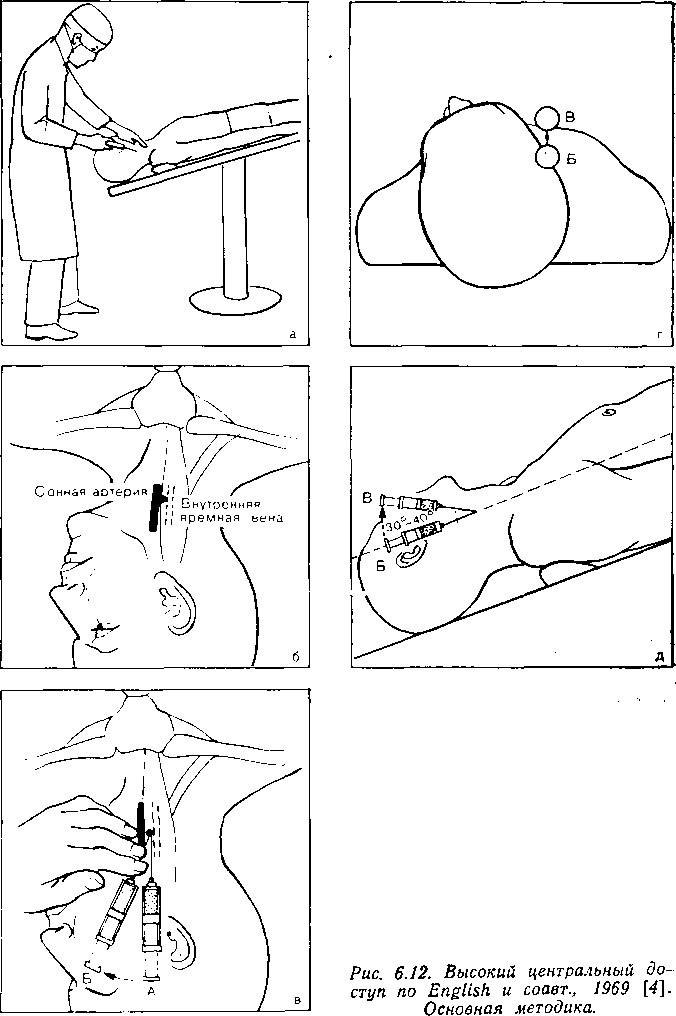 а
г
В
Б
Сонная артерия
Внутренняя
яремная вена
б
В
30°–40°
Б
д
Б
А
в
Рис. 6.12. Высокий центральный до-
ступ по English и соавт., 1969 [4].
Основная методика.